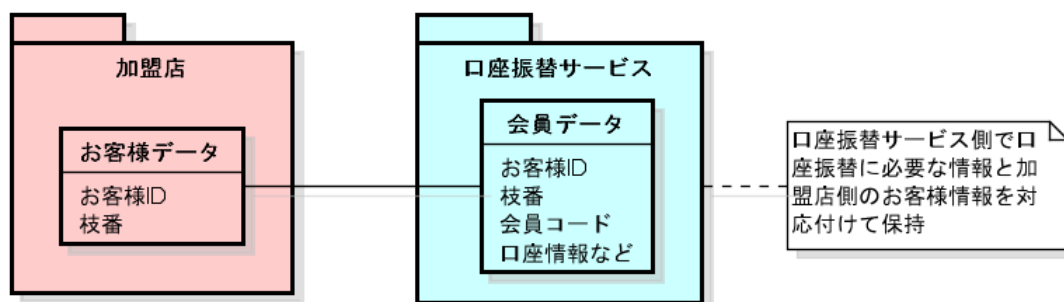 加盟店
お客様データ
お客様ID
枝番
口座振替サービス
会員データ
お客様ID
枝番
会員コード
口座情報など
口座振替サービス側で口
座振替に必要な情報と加
盟店側のお客様情報を対
応付けて保持